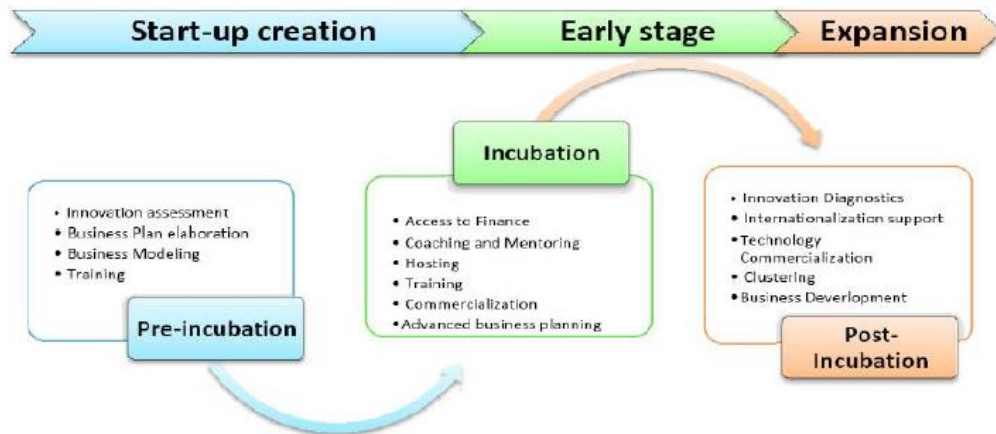 Start-up creation
Early stage
Expansion
Pre-incubation
• Innovation assessment
• Business Plan elaboration
• Business Modeling
• Training
Incubation
• Access to Finance
• Coaching and Mentoring
• Hosting
• Training
• Commercialization
• Advanced business planning
• Innovation Diagnostics
• Internationalization support
• Technology
Commercialization
• Clustering
• Business Deverlopment
Post-
Incubation